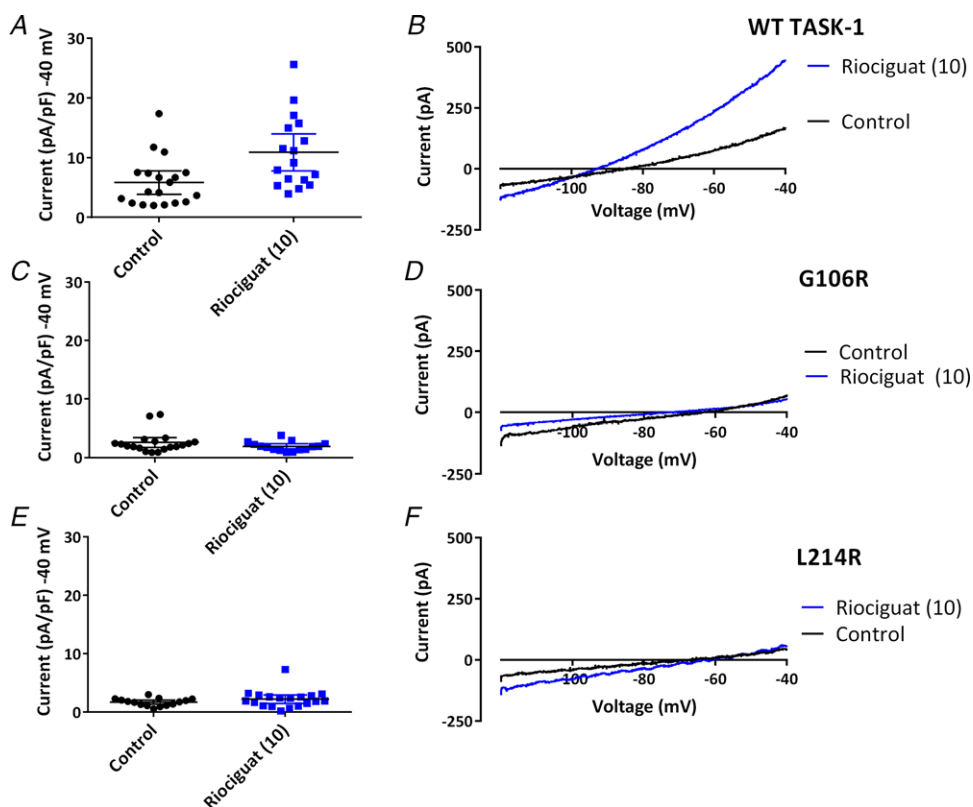 A
Current (pA/pF) -40 mV
30
20
10
0
Control
Riociguat (10)
B
WT TASK-1
Current (pA)
500
250
0
-250
-100
-80
-60
-40
Voltage (mV)
Riociguat (10)
Control
C
Current (pA/pF) -40 mV
30
20
10
0
Control
Riociguat (10)
D
G106R
Current (pA)
500
250
0
-250
-100
-80
-60
-40
Voltage (mV)
Control
Riociguat (10)
E
Current (pA/pF) -40 mV
30
20
10
0
Control
Riociguat (10)
F
L214R
Current (pA)
500
250
0
-250
-100
-80
-60
-40
Voltage (mV)
Riociguat (10)
Control